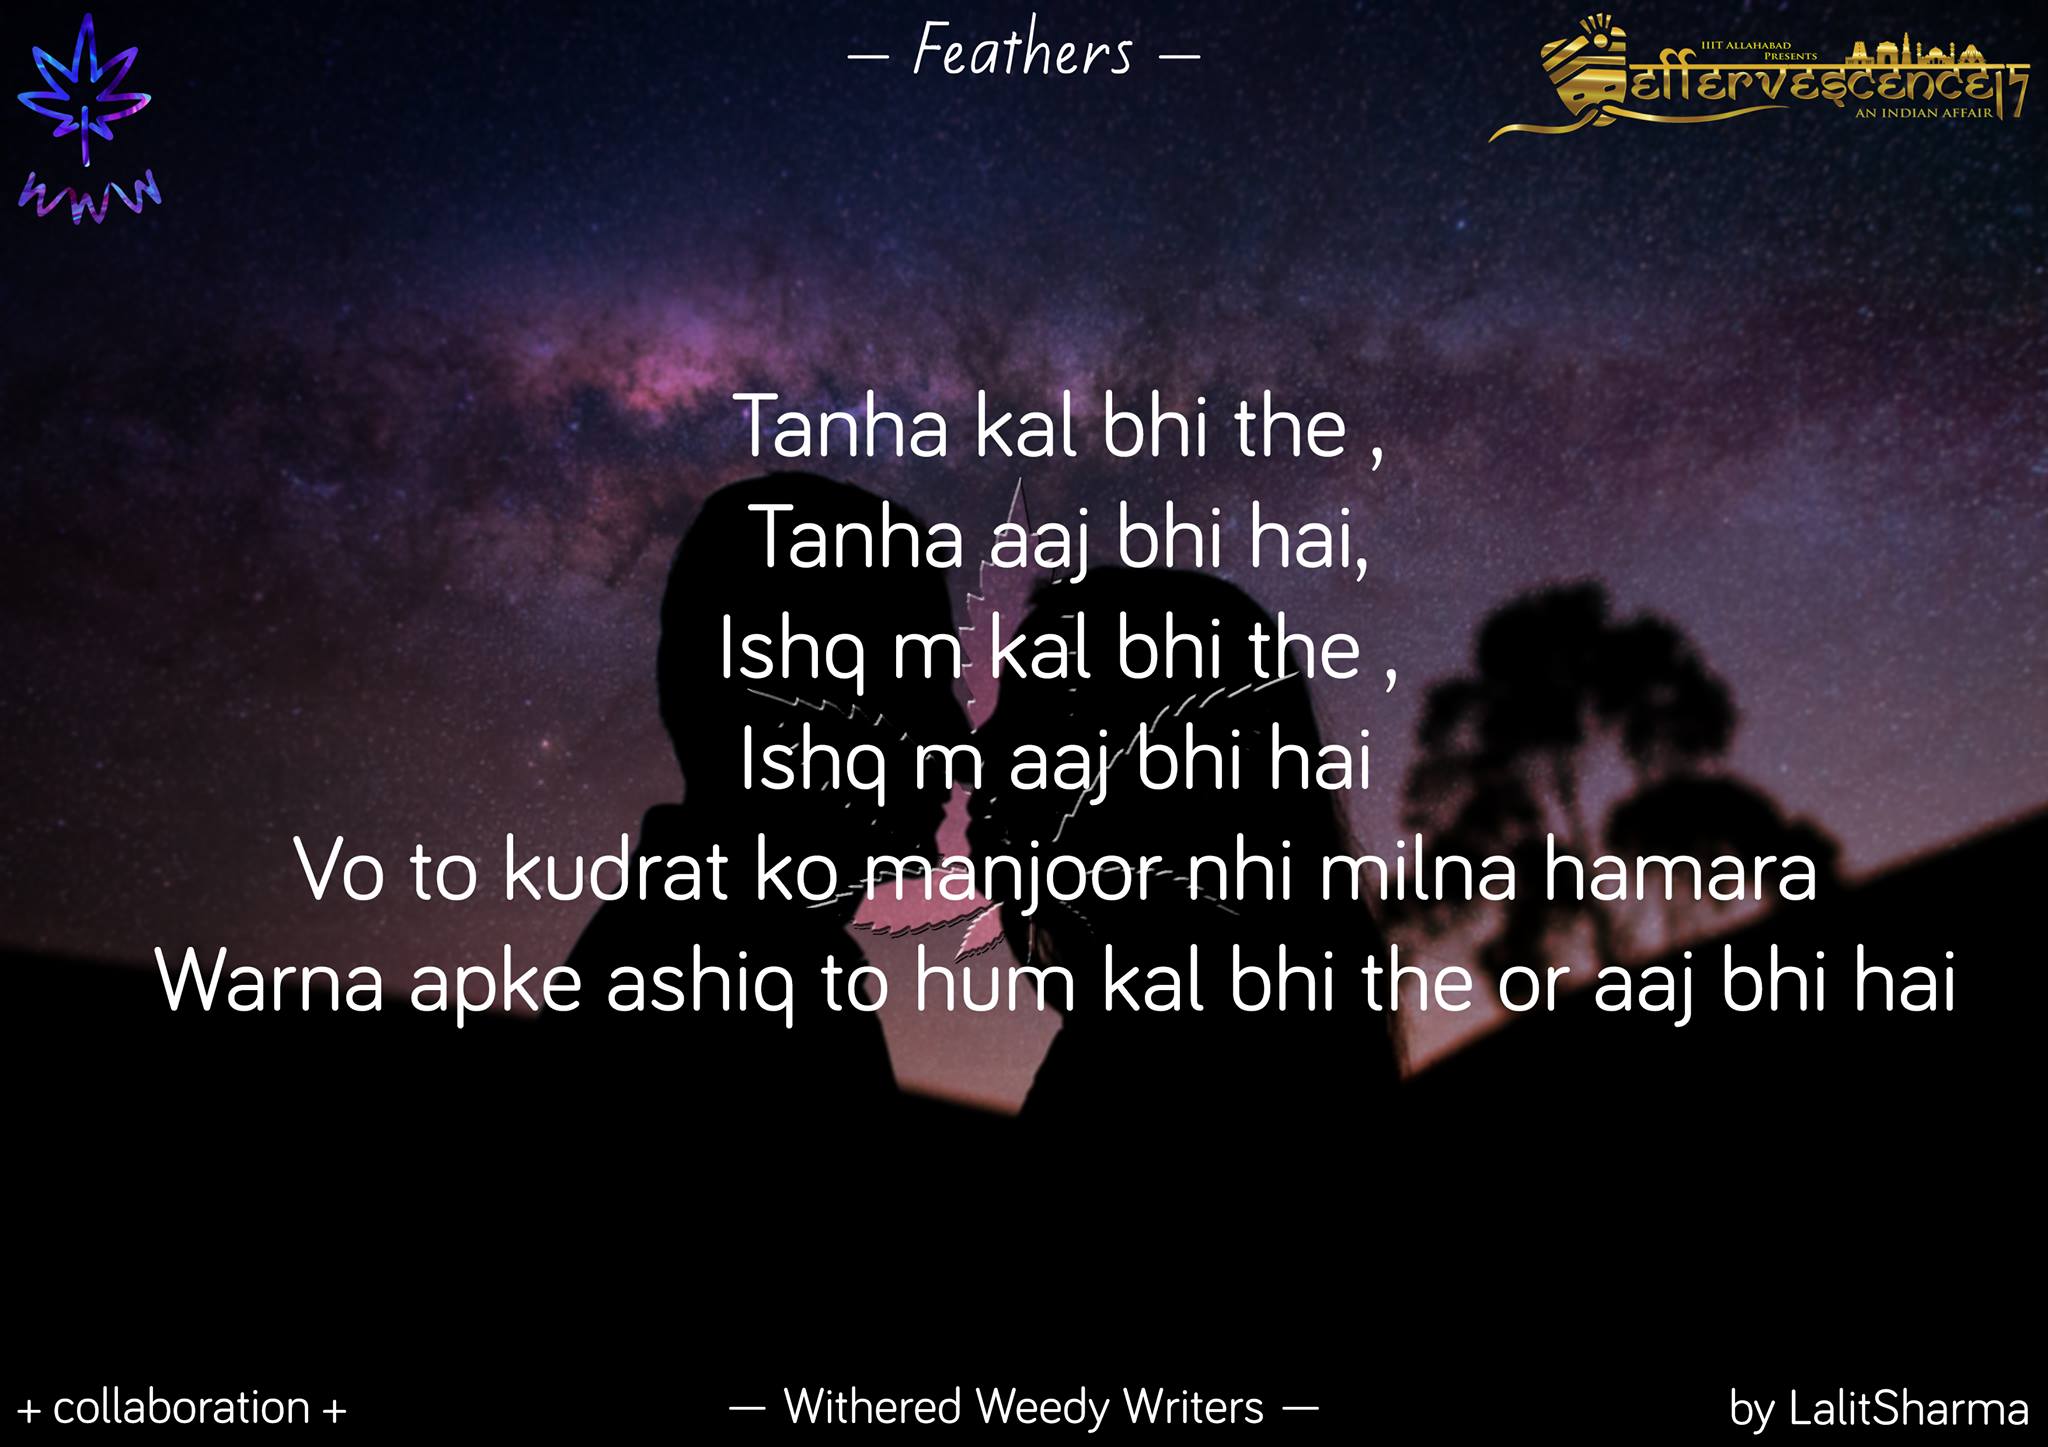 — Feathers —
WWW
IIIT ALLAHABAD
PRESENTS
effervescence17
AN INDIAN AFFAIR
Tanha kal bhi the ,
Tanha aaj bhi hai,
Ishq m kal bhi the ,
Ishq m aaj bhi hai
Vo to kudrat ko manjoor nhi milna hamara
Warna apke ashiq to hum kal bhi the or aaj bhi hai
+ collaboration +
— Withered Weedy Writers —
by LalitSharma